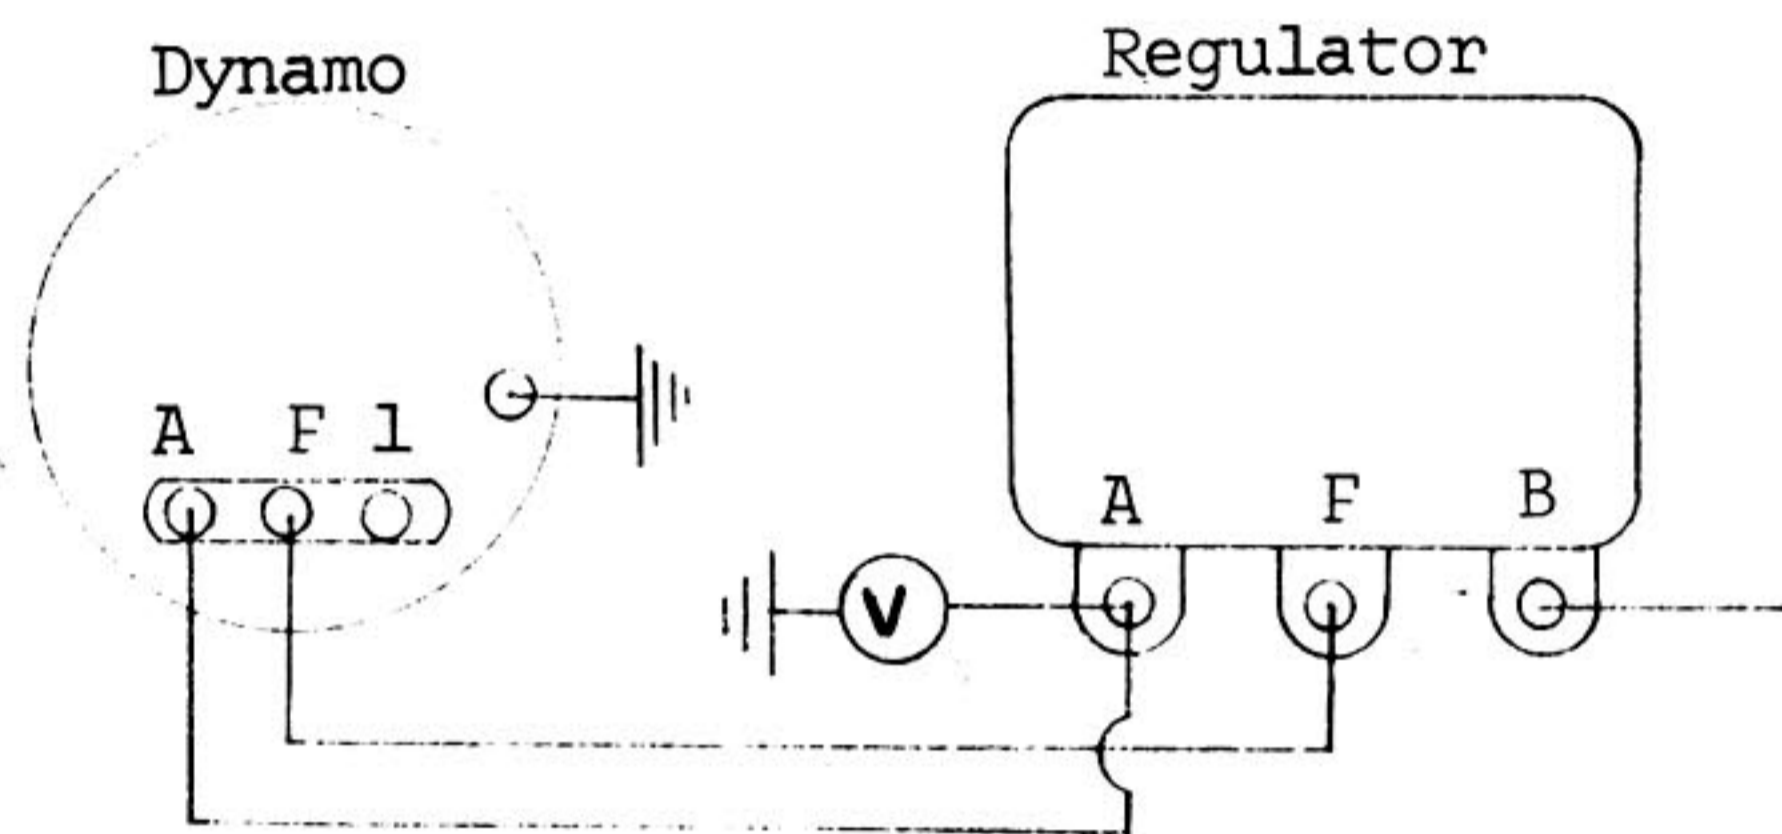 Dynamo
Regulator
A F 1
A F B
V